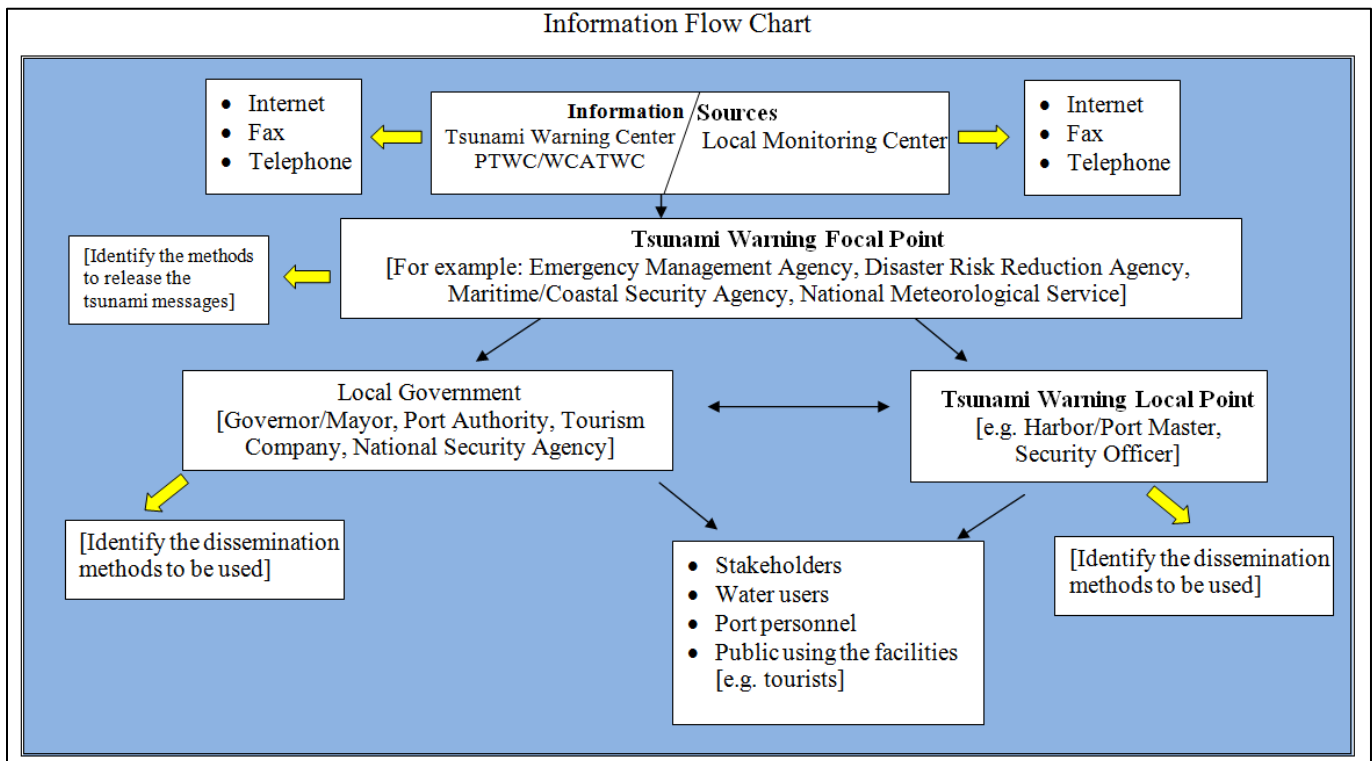 Information Flow Chart
• Internet
• Fax
• Telephone
Information Sources
Tsunami Warning Center
PTWC/WCATWC
Local Monitoring Center
• Internet
• Fax
• Telephone
Tsunami Warning Focal Point
[For example: Emergency Management Agency, Disaster Risk Reduction Agency,
Maritime/Coastal Security Agency, National Meteorological Service]
[Identify the methods
to release the
tsunami messages]
Local Government
[Governor/Mayor, Port Authority, Tourism
Company, National Security Agency]
Tsunami Warning Local Point
[e.g. Harbor/Port Master,
Security Officer]
[Identify the dissemination
methods to be used]
• Stakeholders
• Water users
• Port personnel
• Public using the facilities
[e.g. tourists]
[Identify the dissemination
methods to be used]